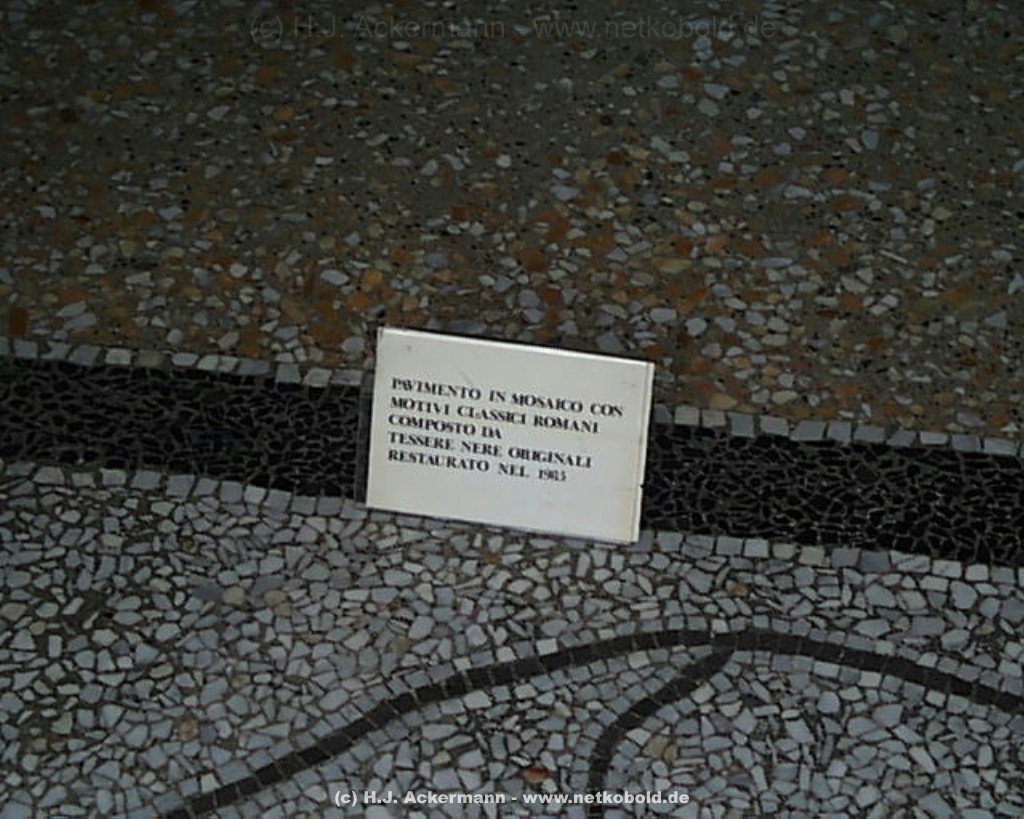 (c) H.J. Ackermann - www.netkobold.de
PAVIMENTO IN MOSAICO CON
MOTIVI CLASSICI ROMANI
COMPOSTO DA
TESSERE NERE ORIGINALI
RESTAURATO NEL 1985
(c) H.J. Ackermann - www.netkobold.de